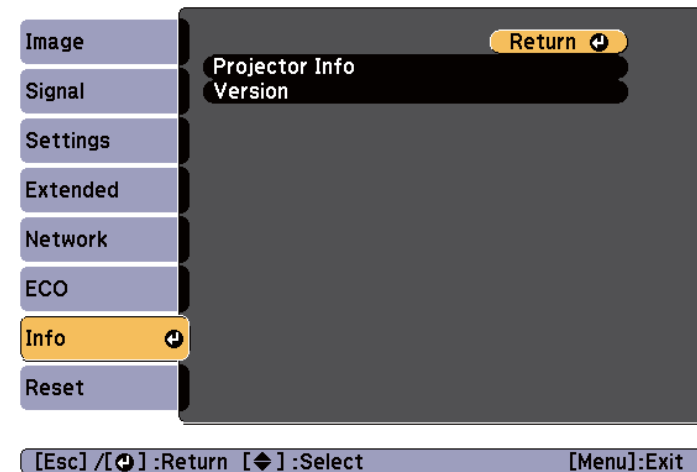 Image
Signal
Settings
Extended
Network
ECO
Info
Reset
Return
Projector Info
Version
[Esc] /[ ] :Return [ ] :Select [Menu]:Exit